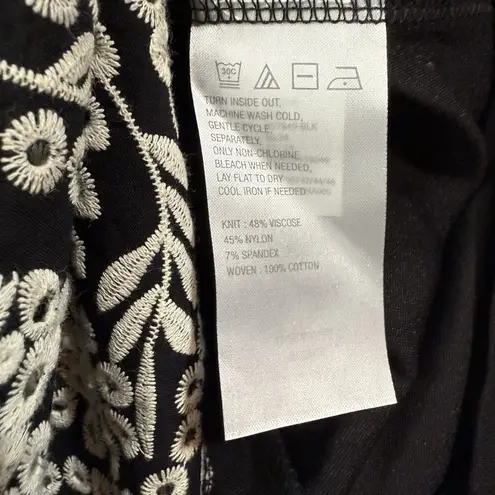 30C
TURN INSIDE OUT,
MACHINE WASH COLD,
GENTLE CYCLE
SEPARATELY,
ONLY NON-CHLORINE
BLEACH WHEN NEEDED,
LAY FLAT TO DRY
COOL IRON IF NEEDED
KNIT : 48% VISCOSE
45% NYLON
7% SPANDEX
WOVEN : 100% COTTON